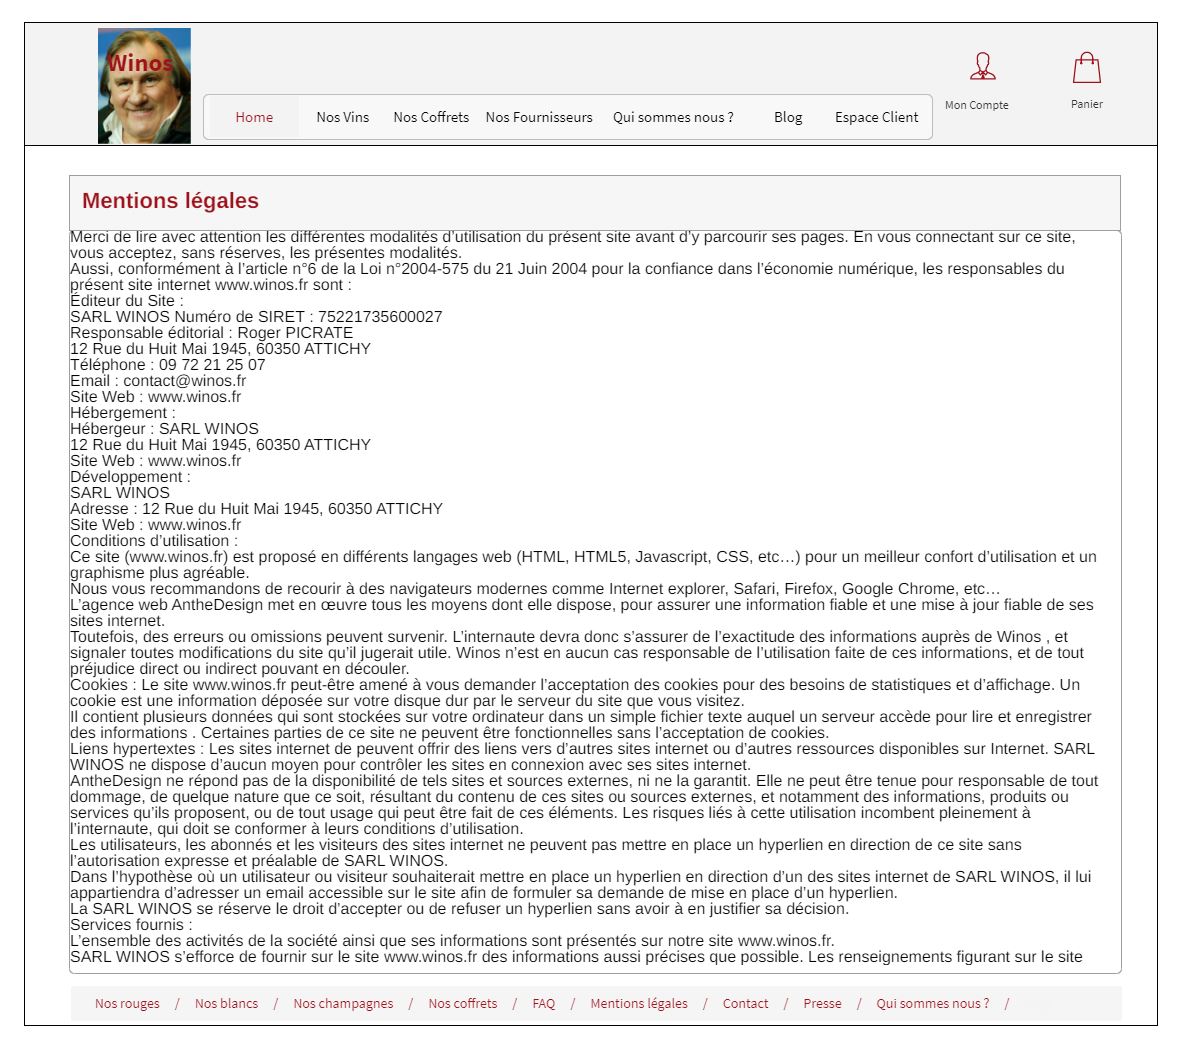 Winos
Home
Nos Vins
Nos Coffrets
Nos Fournisseurs
Qui sommes nous ?
Blog
Espace Client
Mon Compte
Panier
Mentions légales
Merci de lire avec attention les différentes modalités d’utilisation du présent site avant d’y parcourir ses pages. En vous connectant sur ce site,
vous acceptez, sans réserves, les présentes modalités.
Aussi, conformément à l’article n°6 de la Loi n°2004-575 du 21 Juin 2004 pour la confiance dans l’économie numérique, les responsables du
présent site internet www.winos.fr sont :
Éditeur du Site :
SARL WINOS Numéro de SIRET : 75221735600027
Responsable éditorial : Roger PICRATE
12 Rue du Huit Mai 1945, 60350 ATTICHY
Téléphone : 09 72 21 25 07
Email : contact@winos.fr
Site Web : www.winos.fr
Hébergement :
Hébergeur : SARL WINOS
12 Rue du Huit Mai 1945, 60350 ATTICHY
Site Web : www.winos.fr
Développement :
SARL WINOS
Adresse : 12 Rue du Huit Mai 1945, 60350 ATTICHY
Site Web : www.winos.fr
Conditions d’utilisation :
Ce site (www.winos.fr) est proposé en différents langages web (HTML, HTML5, Javascript, CSS, etc…) pour un meilleur confort d’utilisation et un
graphisme plus agréable.
Nous vous recommandons de recourir à des navigateurs modernes comme Internet explorer, Safari, Firefox, Google Chrome, etc…
L’agence web AntheDesign met en œuvre tous les moyens dont elle dispose, pour assurer une information fiable et une mise à jour fiable de ses
sites internet.
Toutefois, des erreurs ou omissions peuvent survenir. L’internaute devra donc s’assurer de l’exactitude des informations auprès de Winos , et
signaler toutes modifications du site qu’il jugerait utile. Winos n’est en aucun cas responsable de l’utilisation faite de ces informations, et de tout
préjudice direct ou indirect pouvant en découler.
Cookies : Le site www.winos.fr peut-être amené à vous demander l’acceptation des cookies pour des besoins de statistiques et d’affichage. Un
cookie est une information déposée sur votre disque dur par le serveur du site que vous visitez.
Il contient plusieurs données qui sont stockées sur votre ordinateur dans un simple fichier texte auquel un serveur accède pour lire et enregistrer
des informations . Certaines parties de ce site ne peuvent être fonctionnelles sans l’acceptation de cookies.
Liens hypertextes : Les sites internet de peuvent offrir des liens vers d’autres sites internet ou d’autres ressources disponibles sur Internet. SARL
WINOS ne dispose d’aucun moyen pour contrôler les sites en connexion avec ses sites internet.
AntheDesign ne répond pas de la disponibilité de tels sites et sources externes, ni ne la garantit. Elle ne peut être tenue pour responsable de tout
dommage, de quelque nature que ce soit, résultant du contenu de ces sites ou sources externes, et notamment des informations, produits ou
services qu’ils proposent, ou de tout usage qui peut être fait de ces éléments. Les risques liés à cette utilisation incombent pleinement à
l’internaute, qui doit se conformer à leurs conditions d’utilisation.
Les utilisateurs, les abonnés et les visiteurs des sites internet ne peuvent pas mettre en place un hyperlien en direction de ce site sans
l’autorisation expresse et préalable de SARL WINOS.
Dans l’hypothèse où un utilisateur ou visiteur souhaiterait mettre en place un hyperlien en direction d’un des sites internet de SARL WINOS, il lui
appartiendra d’adresser un email accessible sur le site afin de formuler sa demande de mise en place d’un hyperlien.
La SARL WINOS se réserve le droit d’accepter ou de refuser un hyperlien sans avoir à en justifier sa décision.
Services fournis :
L’ensemble des activités de la société ainsi que ses informations sont présentés sur notre site www.winos.fr.
SARL WINOS s’efforce de fournir sur le site www.winos.fr des informations aussi précises que possible. Les renseignements figurant sur le site
Nos rouges / Nos blancs / Nos champagnes / Nos coffrets / FAQ / Mentions légales / Contact / Presse / Qui sommes nous ? /